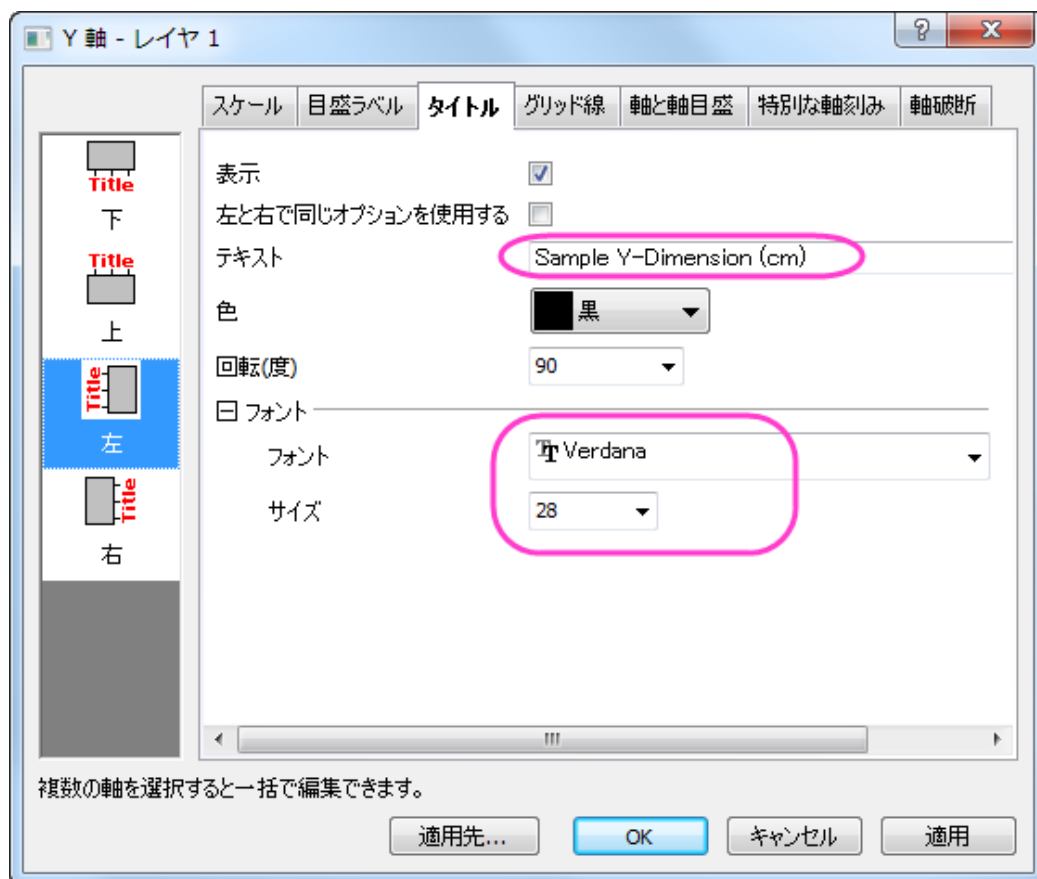 Y 軸 - レイヤ 1
スケール 目盛ラベル タイトル グリッド線 軸と軸目盛 特別な軸刻み 軸破断
Title
下
Title
上
Title
左
Title
右
表示
左と右で同じオプションを使用する
テキスト Sample Y-Dimension (cm)
色 黒
回転(度) 90
フォント
フォント Verdana
サイズ 28
複数の軸を選択すると一括で編集できます。
適用先... OK キャンセル 適用